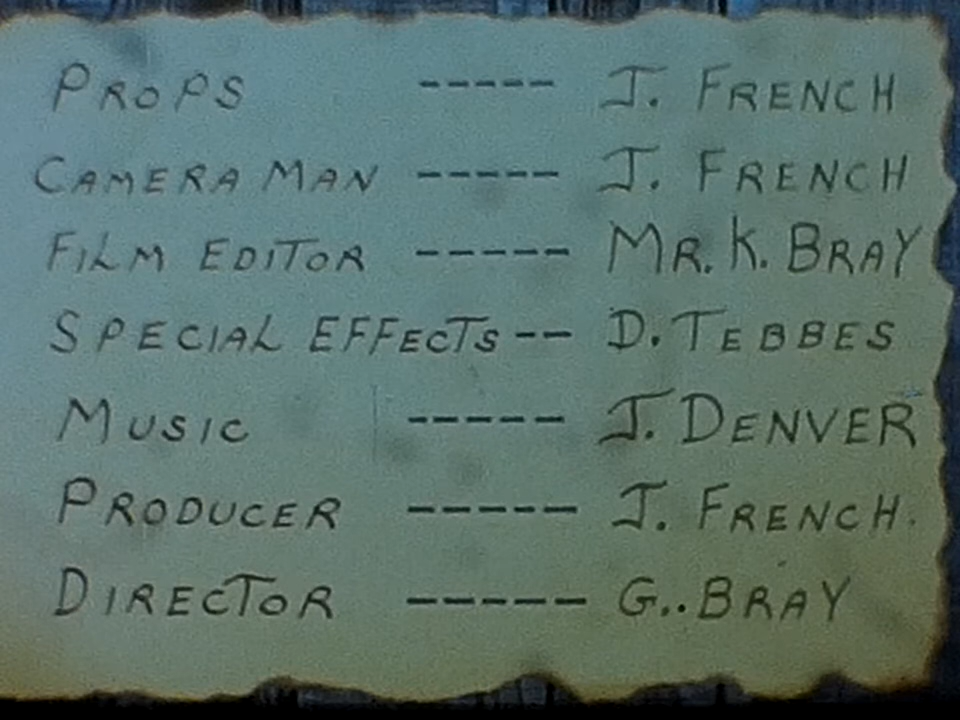 PROPS ----- J. FRENCH
CAMERA MAN ----- J. FRENCH
FILM EDITOR ----- MR. K. BRAY
SPECIAL EFFECTS -- D. TEBBES
MUSIC ----- J. DENVER
PRODUCER ----- J. FRENCH.
DIRECTOR ----- G.. BRAY